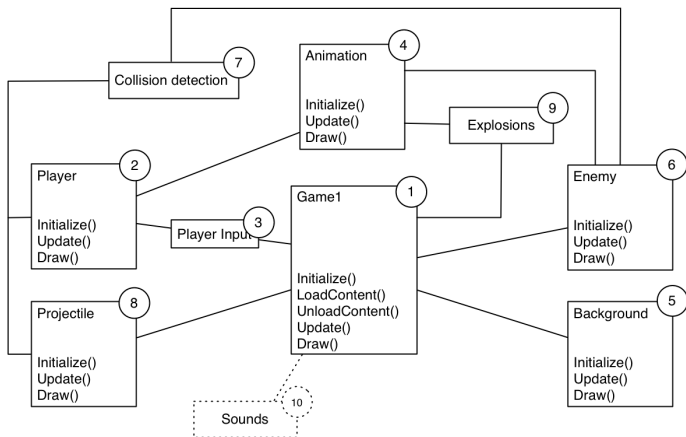 Collision detection
7
Animation
4
Initialize()
Update()
Draw()
Explosions
9
Player
2
Initialize()
Update()
Draw()
Player Input
3
Game1
1
Initialize()
LoadContent()
UnloadContent()
Update()
Draw()
Enemy
6
Initialize()
Update()
Draw()
Projectile
8
Initialize()
Update()
Draw()
Background
5
Initialize()
Update()
Draw()
Sounds
10